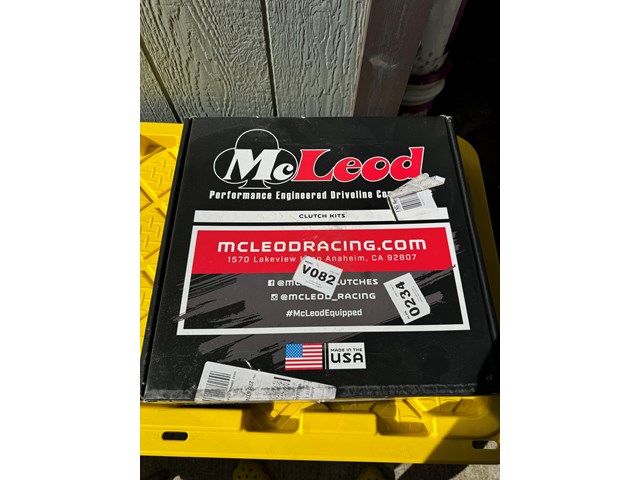 McLeod
Performance Engineered Driveline
CLUTCH KITS
MCLEODRACING.COM
1570 Lakeview Anaheim, CA 92807
V082
@MCLEOD_RACING
0234
#McLeodEquipped
MADE IN THE
USA